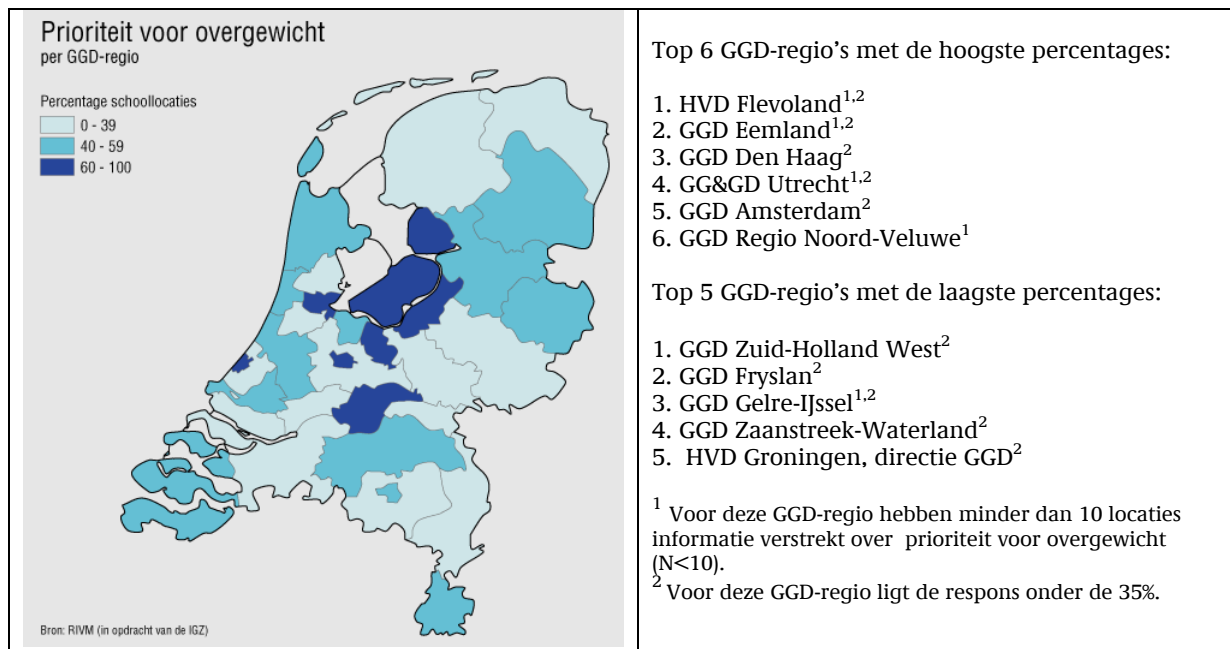 Prioriteit voor overgewicht
per GGD-regio
Percentage schoollocaties
0 - 39
40 - 59
60 - 100
Bron: RIVM (in opdracht van de IGZ)
Top 6 GGD-regio's met de hoogste percentages:
1. HVD Flevoland1,2
2. GGD Eemland1,2
3. GGD Den Haag2
4. GG&GD Utrecht1,2
5. GGD Amsterdam2
6. GGD Regio Noord-Veluwe1
Top 5 GGD-regio's met de laagste percentages:
1. GGD Zuid-Holland West2
2. GGD Fryslan2
3. GGD Gelre-IJssel1,2
4. GGD Zaanstreek-Waterland2
5. HVD Groningen, directie GGD2
1 Voor deze GGD-regio hebben minder dan 10 locaties
informatie verstrekt over prioriteit voor overgewicht
(N<10).
2 Voor deze GGD-regio ligt de respons onder de 35%.